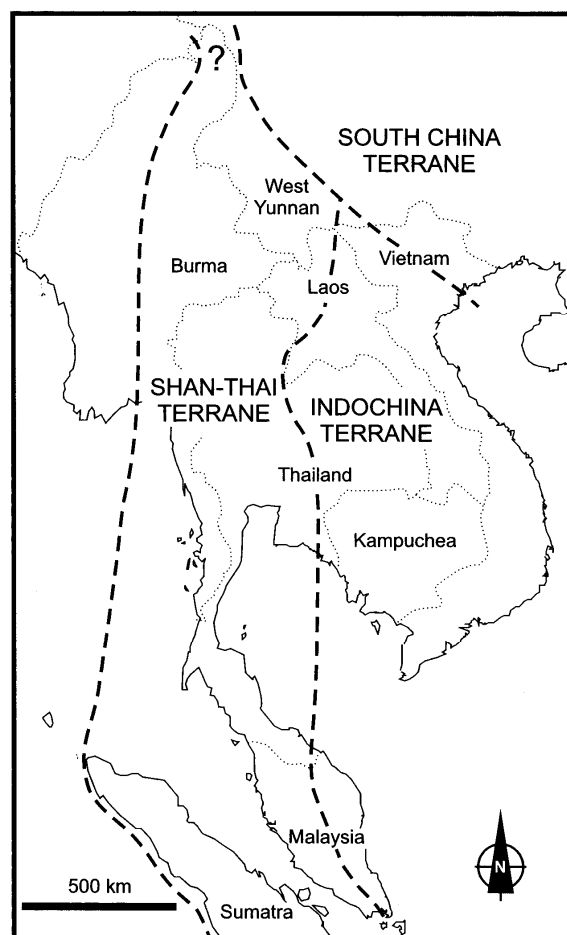 ?
SOUTH CHINA
TERRANE
West
Yunnan
Vietnam
Burma
Laos
SHAN-THAI
TERRANE
INDOCHINA
TERRANE
Thailand
Kampuchea
Malaysia
N
500 km
Sumatra